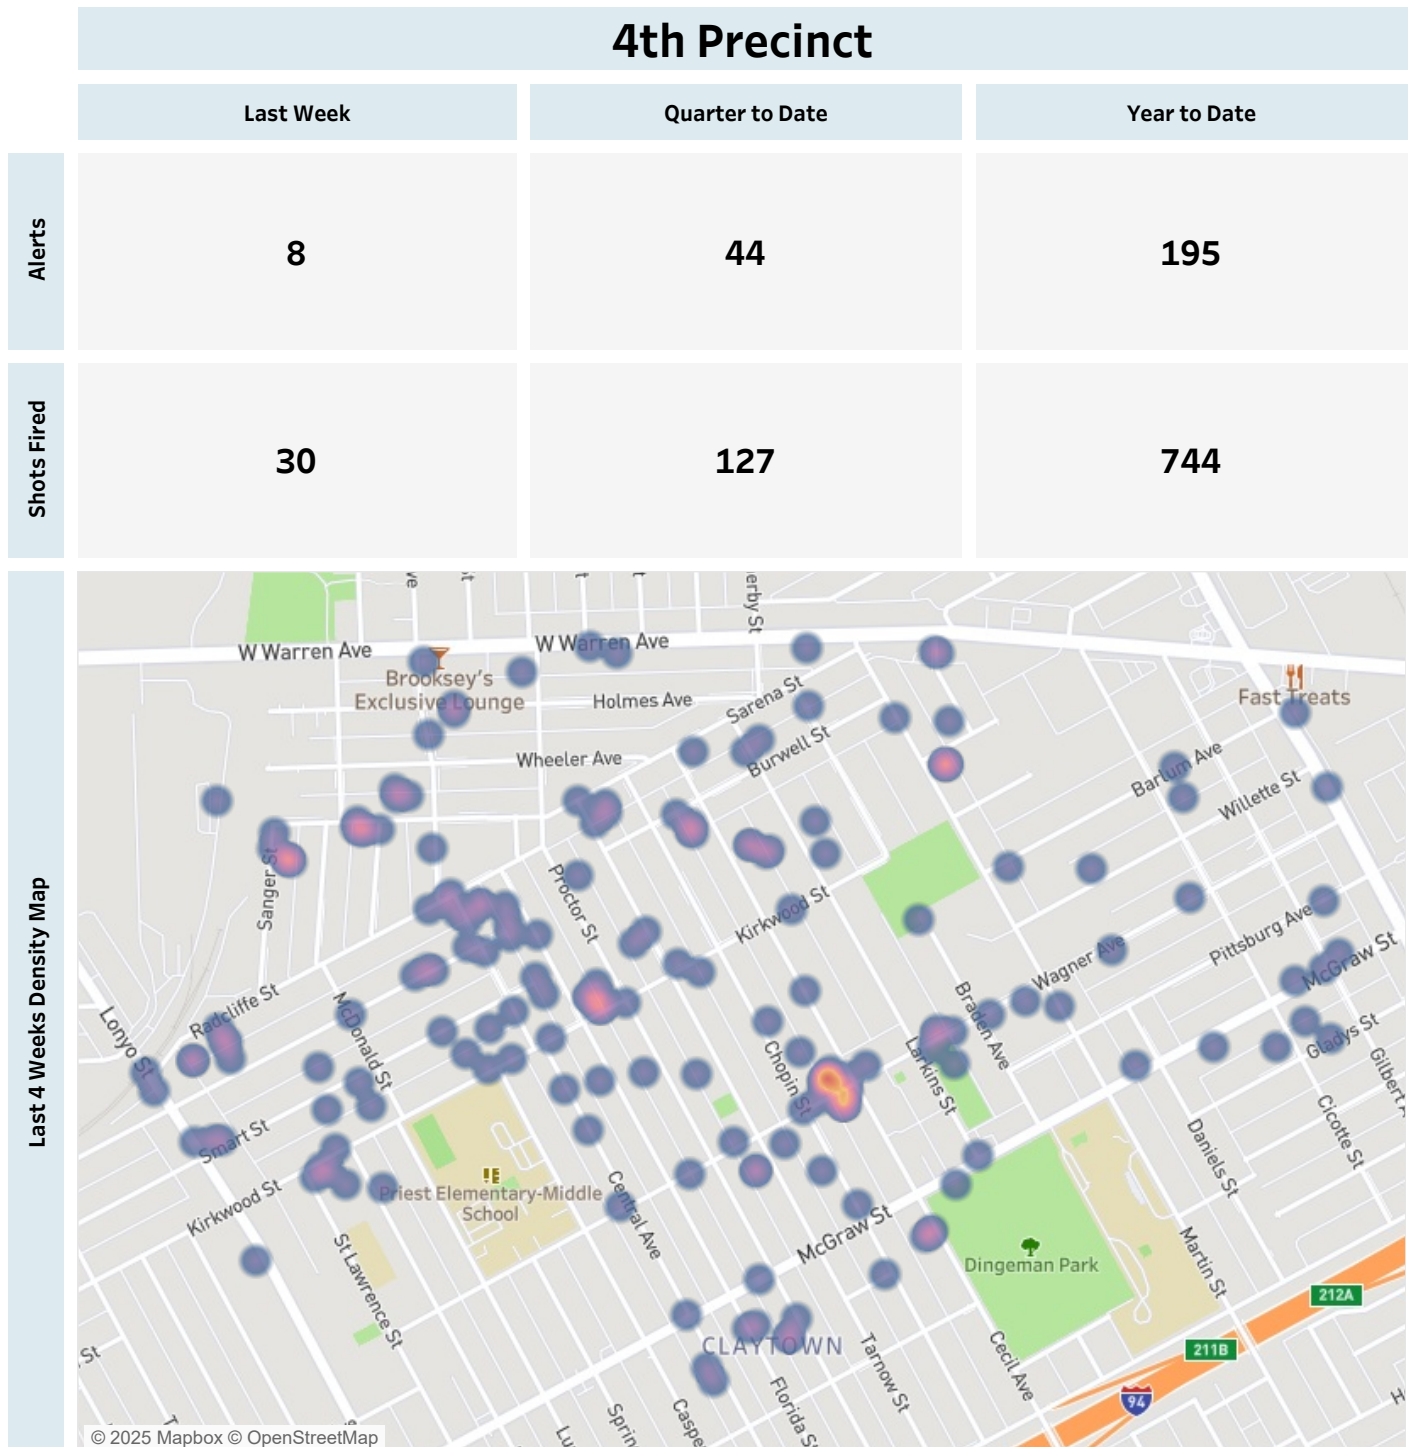 4th Precinct
Last Week
Quarter to Date
Year to Date
Alerts
8
44
195
Shots Fired
30
127
744
Last 4 Weeks Density Map
W Warren Ave
W Warren Ave
Brooksey's
Exclusive Lounge
Holmes Ave
Sarena St
Fast Treats
Wheeler Ave
Burwell St
Barlum Ave
Willette St
Sanger St
Proctor St
Kirkwood St
Pittsburg Ave
Wagner Ave
McGraw St
Radcliffe St
McDonald St
Lonyo St
Braden Ave
Larkins St
Chopin St
Gladys St
Smart St
Cicotte St
Daniels St
Priest Elementary-Middle
School
Kirkwood St
Central Ave
McGraw St
St Lawrence St
Dingeman Park
Martin St
212A
211B
CLAYTOWN
Tarnow St
Cecil Ave
Florida S
94
© 2025 Mapbox © OpenStreetMap